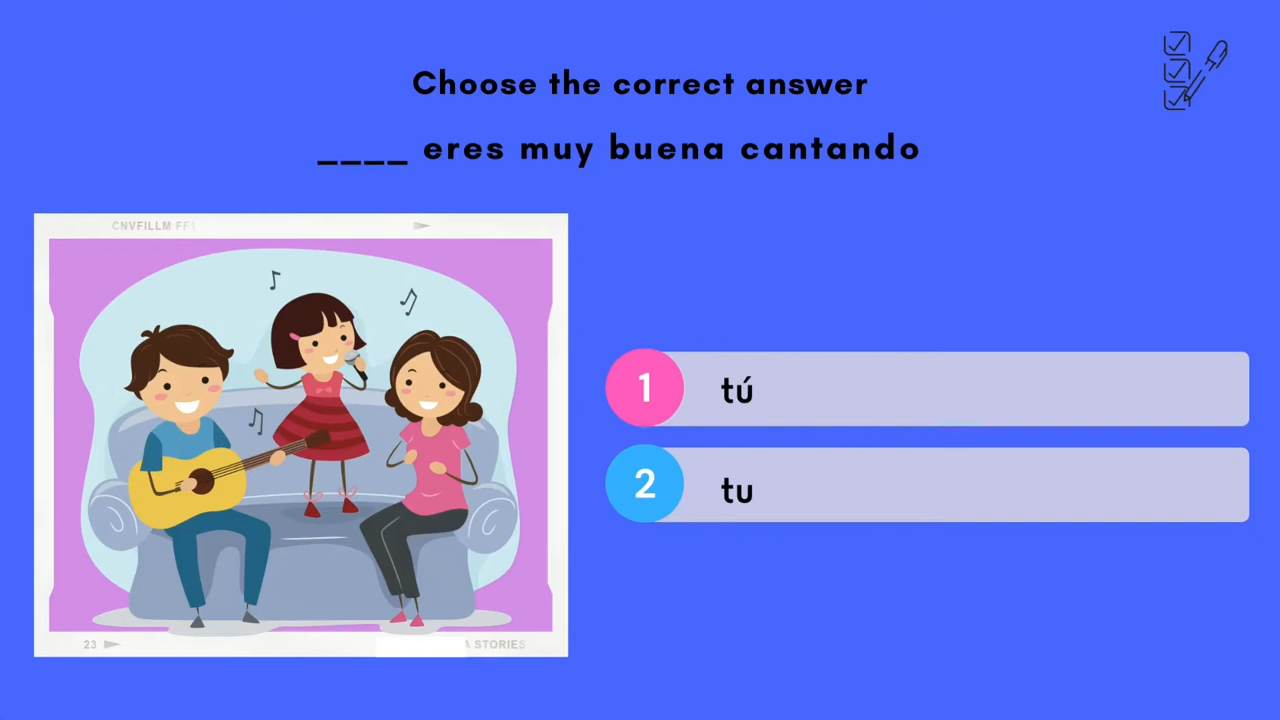 Choose the correct answer
____ eres muy buena cantando
CNVFILLM FF1
1 tú
2 tu
23
A STORIES